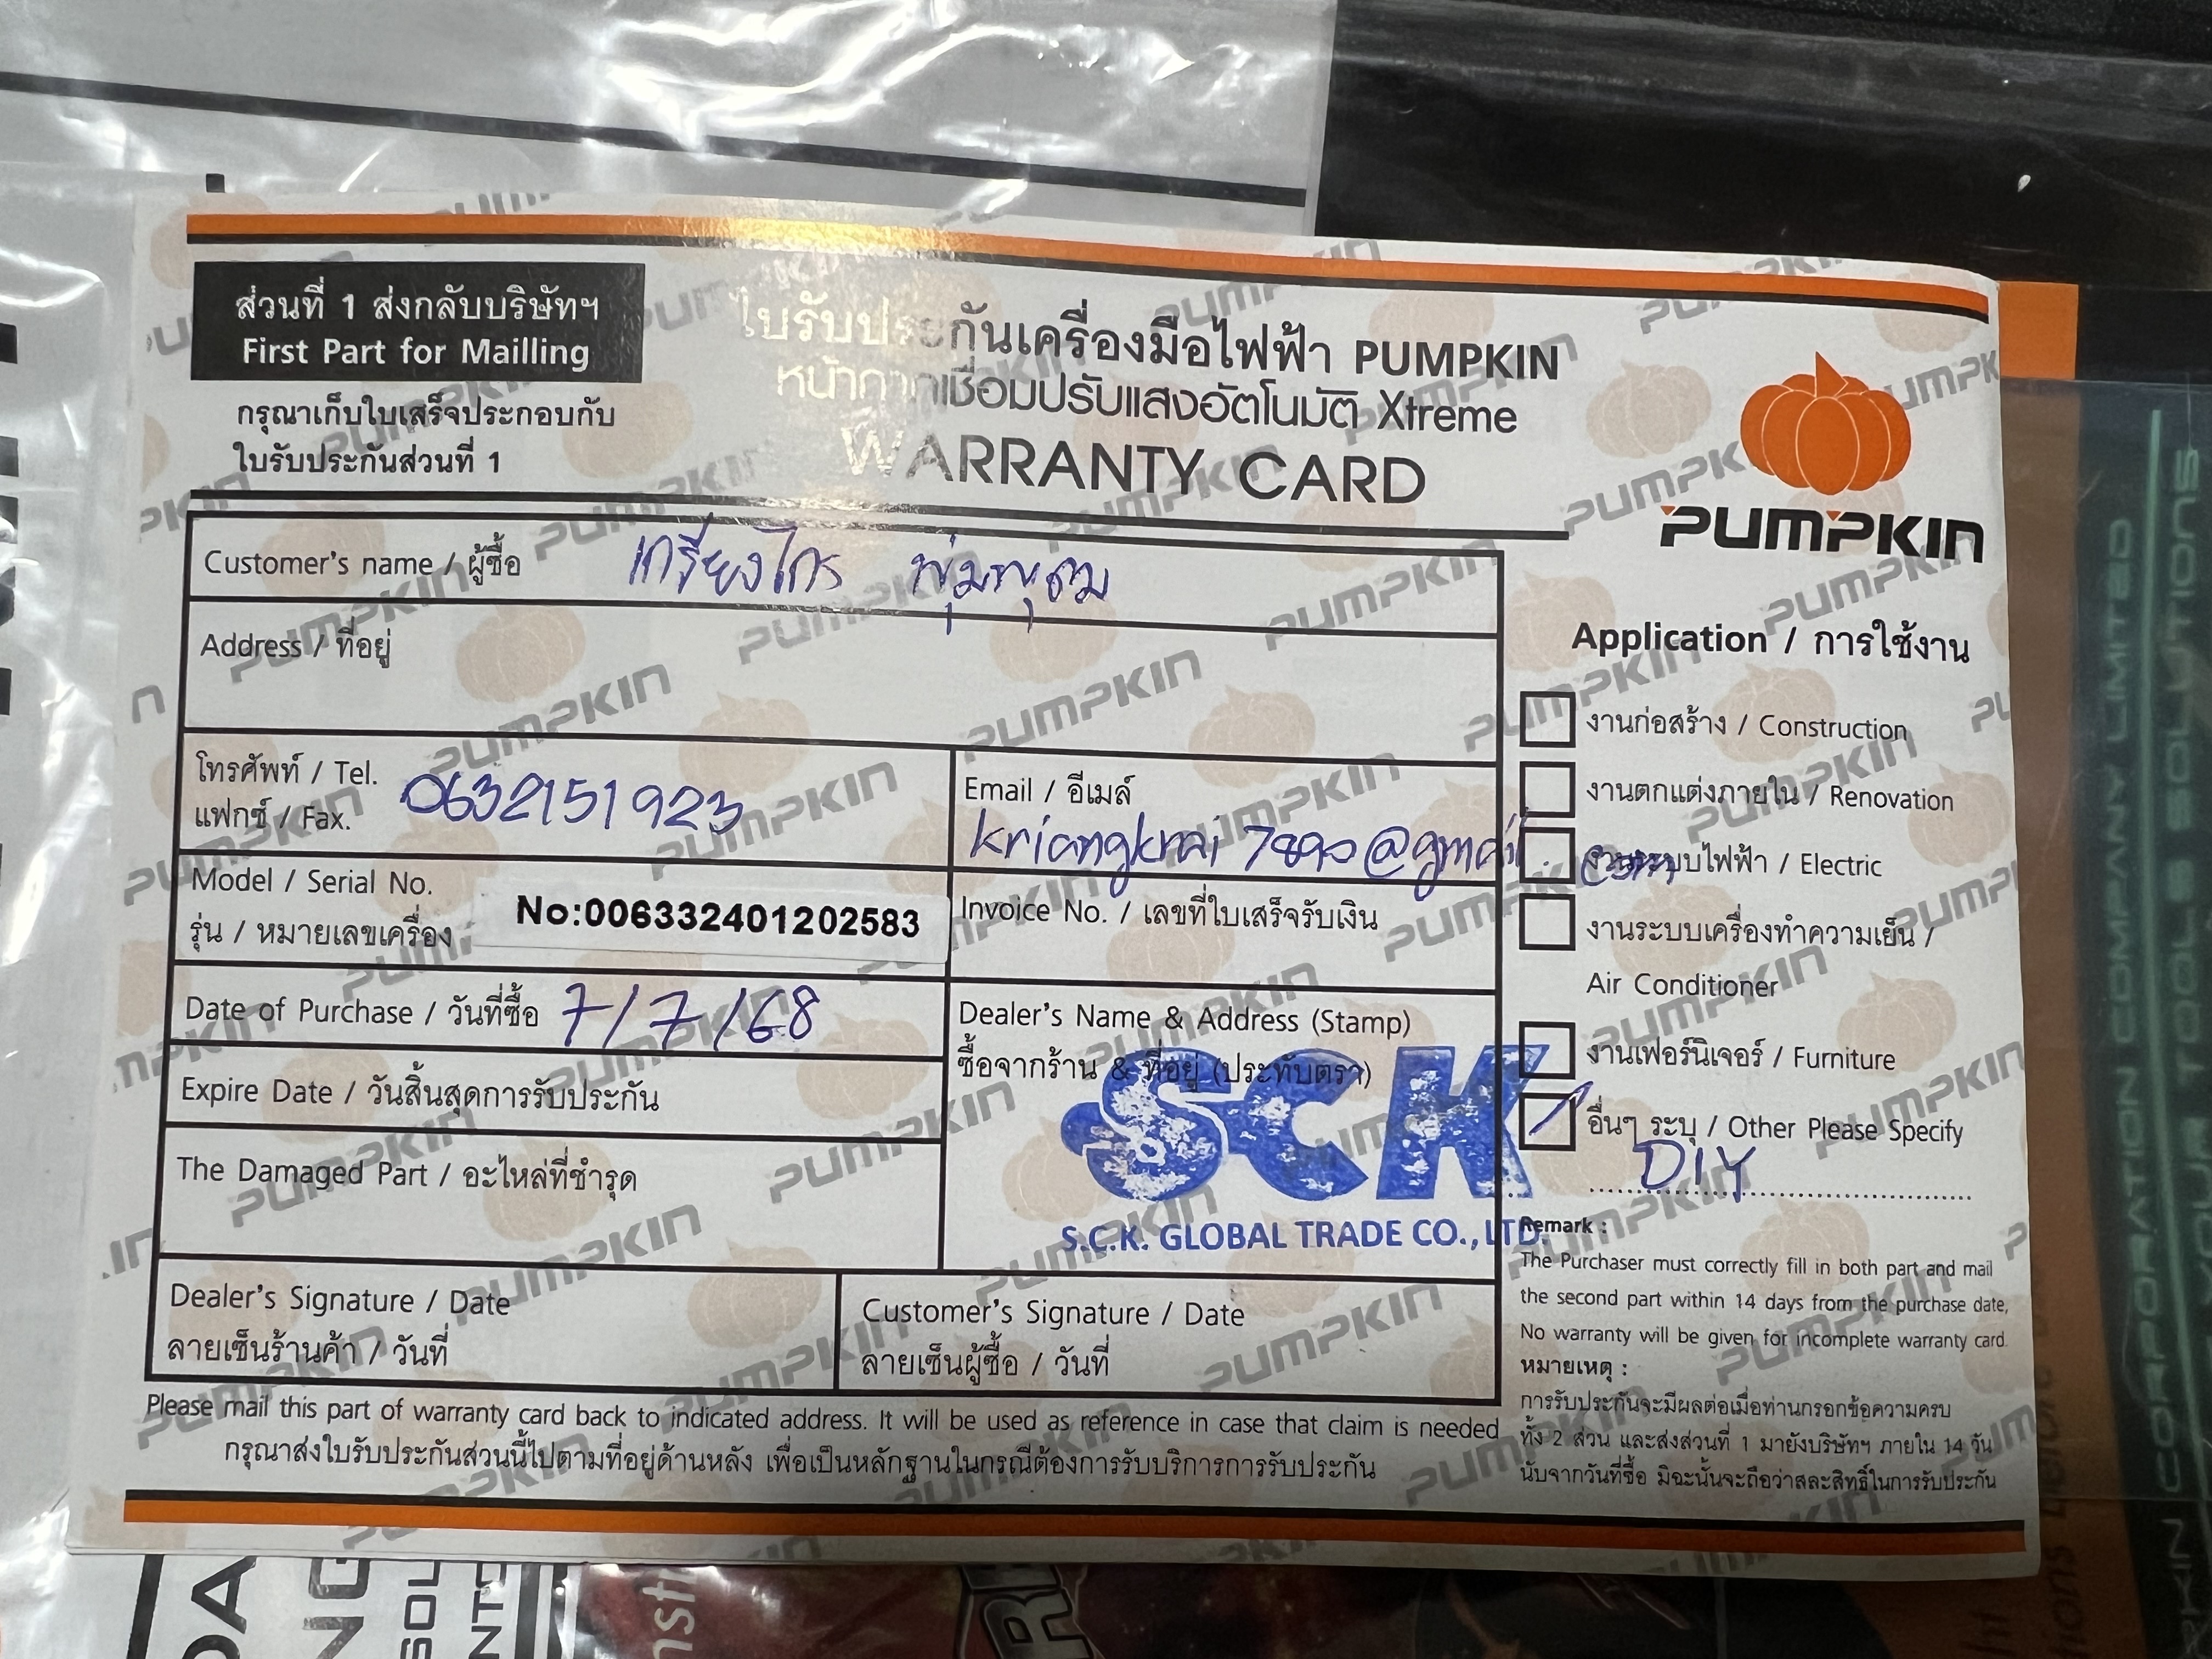 ส่วนที่ 1 ส่งกลับบริษัทฯ
First Part for Mailling
กรุณาเก็บใบเสร็จประกอบกับ
ใบรับประกันส่วนที่ 1
ใบรับประกันเครื่องมือไฟฟ้า PUMPKIN
หน้ากากเชื่อมปรับแสงอัตโนมัติ Xtreme
WARRANTY CARD
PUMPKIN
Customer's name / ผู้ซื้อ เกรียงไกร
Address / ที่อยู่
โทรศัพท์ / Tel. 0632151923
แฟกซ์ / Fax.
Email / อีเมล์
kriangkrai7890@gmail.com
Model / Serial No.
รุ่น / หมายเลขเครื่อง
No:006332401202583
Invoice No. / เลขที่ใบเสร็จรับเงิน
Date of Purchase / วันที่ซื้อ 7/7/68
Expire Date / วันสิ้นสุดการรับประกัน
The Damaged Part / อะไหล่ที่ชำรุด
Dealer's Name & Address (Stamp)
ซื้อจากร้าน & ที่อยู่ (ประทับตรา)
SCK
S.C.K. GLOBAL TRADE CO., LTD.
Dealer's Signature / Date
ลายเซ็นร้านค้า / วันที่
Customer's Signature / Date
ลายเซ็นผู้ซื้อ / วันที่
Please mail this part of warranty card back to indicated address. It will be used as reference in case that claim is needed
กรุณาส่งใบรับประกันส่วนนี้ไปตามที่อยู่ด้านหลัง เพื่อเป็นหลักฐานในกรณีต้องการรับบริการการรับประกัน
Application / การใช้งาน
งานก่อสร้าง / Construction
งานตกแต่งภายใน / Renovation
งานระบบไฟฟ้า / Electric
งานระบบเครื่องทำความเย็น /
Air Conditioner
งานเฟอร์นิเจอร์ / Furniture
อื่นๆ ระบุ / Other Please Specify
DIY
Remark :
The Purchaser must correctly fill in both part and mail
the second part within 14 days from the purchase date,
No warranty will be given for incomplete warranty card.
หมายเหตุ :
การรับประกันจะมีผลต่อเมื่อท่านกรอกข้อความครบ
ทั้ง 2 ส่วน และส่งส่วนที่ 1 มายังบริษัทฯ ภายใน 14 วัน
นับจากวันที่ซื้อ มิฉะนั้นจะถือว่าสละสิทธิ์ในการรับประกัน